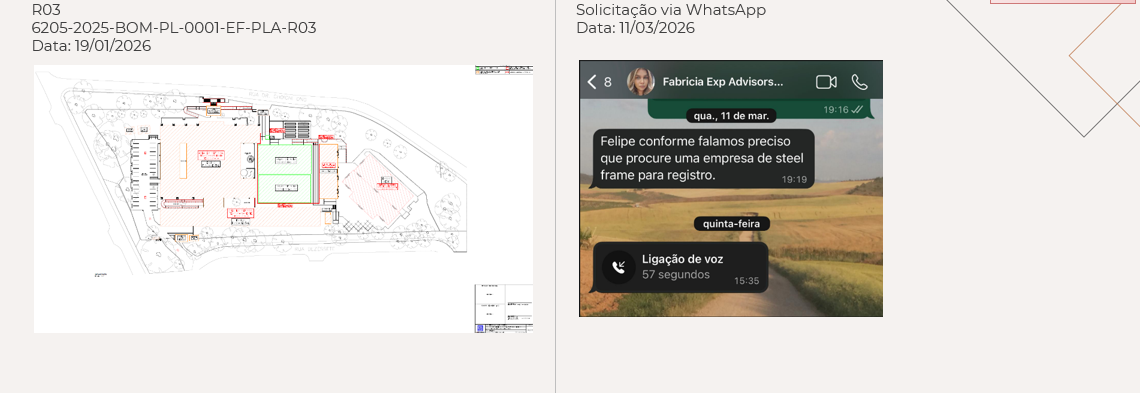 R03
6205-2025-BOM-PL-0001-EF-PLA-R03
Data: 19/01/2026
Solicitação via WhatsApp
Data: 11/03/2026
8 Fabricia Exp Advisors...
19:16
qua., 11 de mar.
Felipe conforme falamos preciso
que procure uma empresa de steel
frame para registro.
19:19
quinta-feira
Ligação de voz
57 segundos
15:35